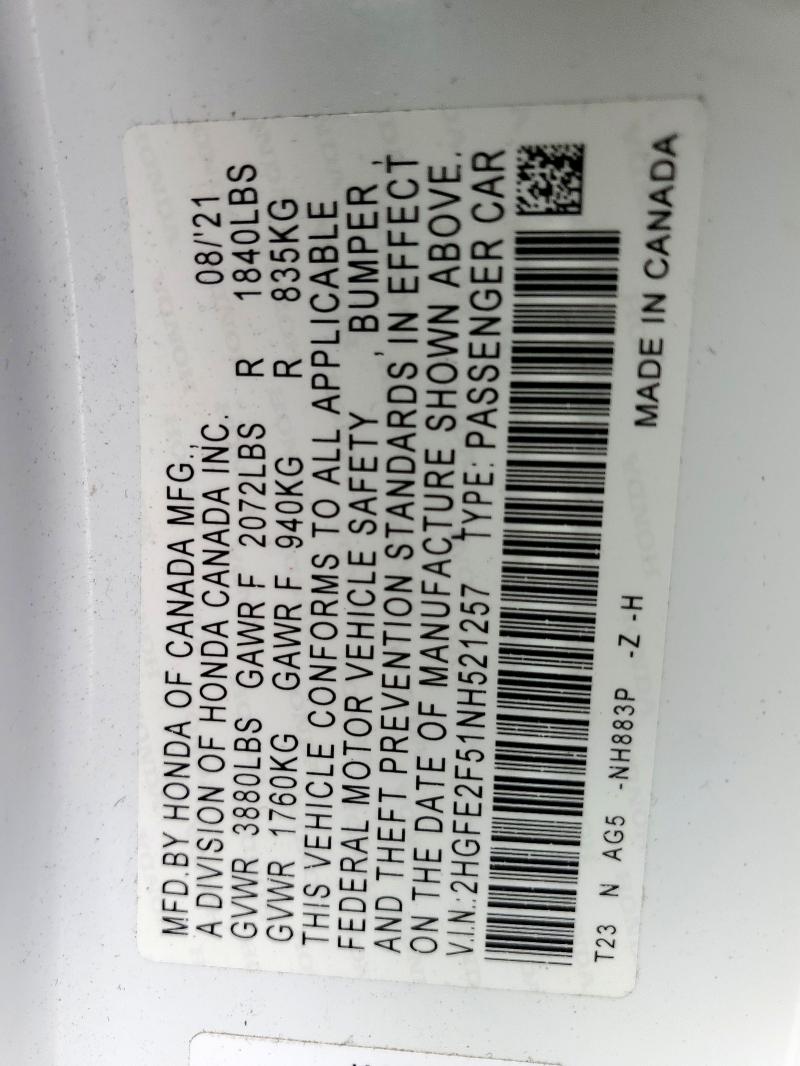 MFD.BY HONDA OF CANADA MFG., 08/'21
A DIVISION OF HONDA CANADA INC.
GVWR 3880LBS GAWR F 2072LBS R 1840LBS
GVWR 1760KG GAWR F 940KG R 835KG
THIS VEHICLE CONFORMS TO ALL APPLICABLE
FEDERAL MOTOR VEHICLE SAFETY , BUMPER ,
AND THEFT PREVENTION STANDARDS IN EFFECT
ON THE DATE OF MANUFACTURE SHOWN ABOVE.
V.I.N.:2HGFE2F51NH521257 TYPE: PASSENGER CAR
T23 N AG5 -NH883P -Z -H
MADE IN CANADA